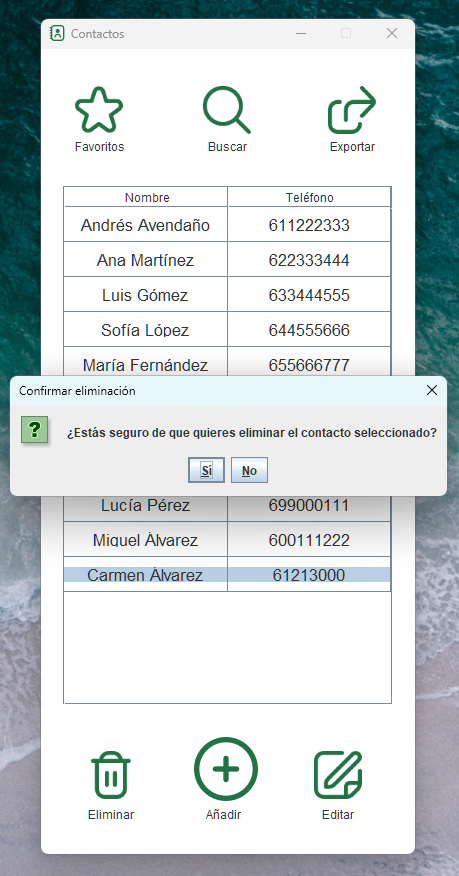 Contactos
Favoritos Buscar Exportar
Nombre Teléfono
Andrés Avendaño 611222333
Ana Martínez 622333444
Luis Gómez 633444555
Sofía López 644555666
María Fernández 655666777
Confirmar eliminación
?
¿Estás seguro de que quieres eliminar el contacto seleccionado?
Sí No
Lucía Pérez 699000111
Miguel Álvarez 600111222
Carmen Álvarez 61213000
Eliminar Añadir Editar